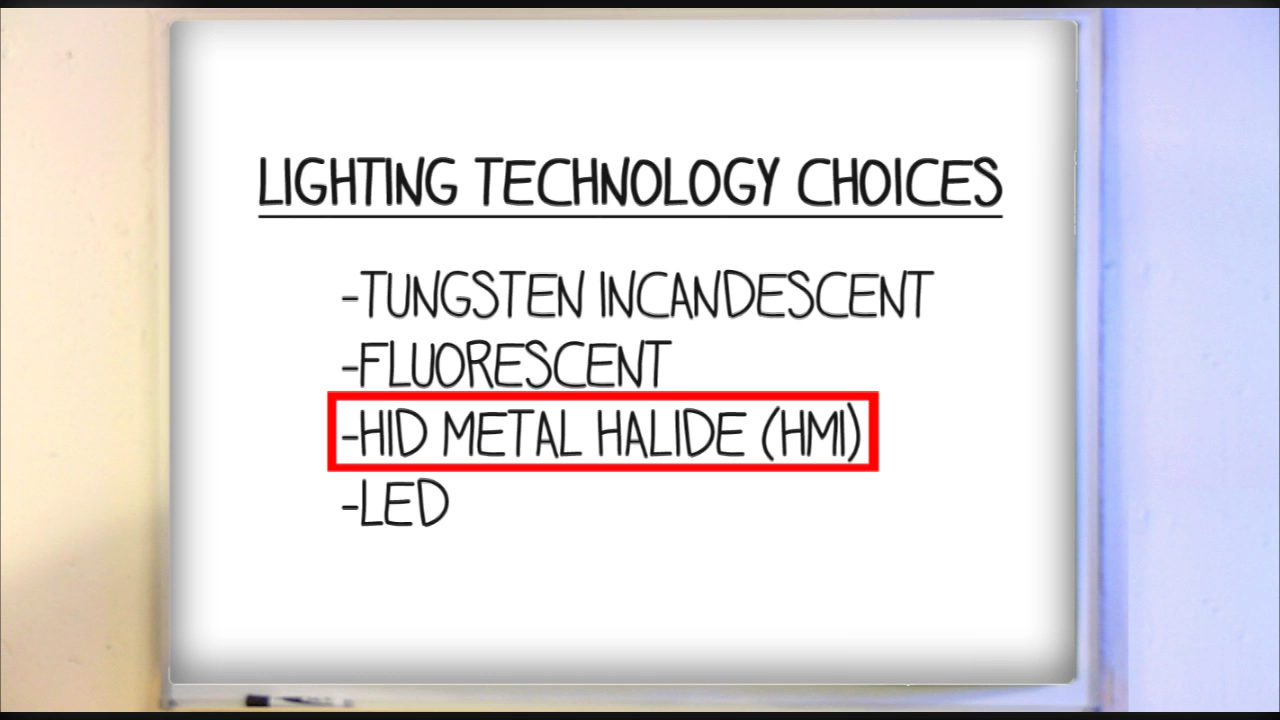 LIGHTING TECHNOLOGY CHOICES
-TUNGSTEN INCANDESCENT
-FLUORESCENT
-HID METAL HALIDE (HMI)
-LED